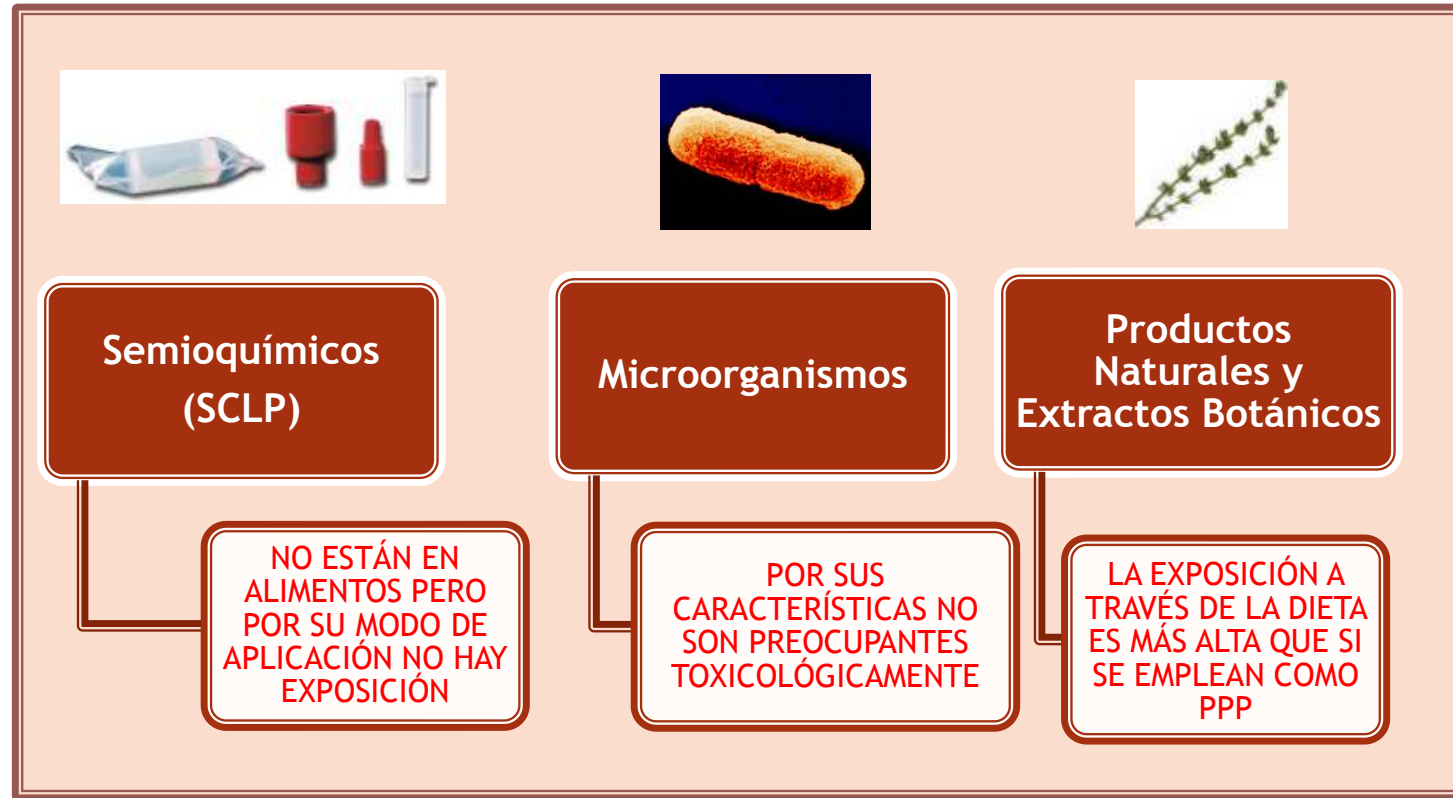 Semioquímicos
(SCLP)
NO ESTÁN EN
ALIMENTOS PERO
POR SU MODO DE
APLICACIÓN NO HAY
EXPOSICIÓN
Microorganismos
POR SUS
CARACTERÍSTICAS NO
SON PREOCUPANTES
TOXICOLÓGICAMENTE
Productos
Naturales y
Extractos Botánicos
LA EXPOSICIÓN A
TRAVÉS DE LA DIETA
ES MÁS ALTA QUE SI
SE EMPLEAN COMO
PPP